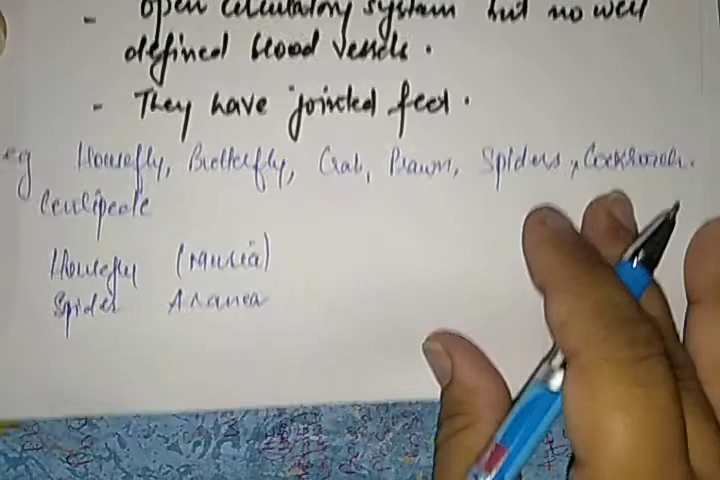 - Open circulatory system but no well
defined blood vessels.
- They have jointed feet.
eg Housefly, Butterfly, Crab, Prawn, Spiders, Cockroach.
Centipede
Housefly (Musca)
Spider Aranea